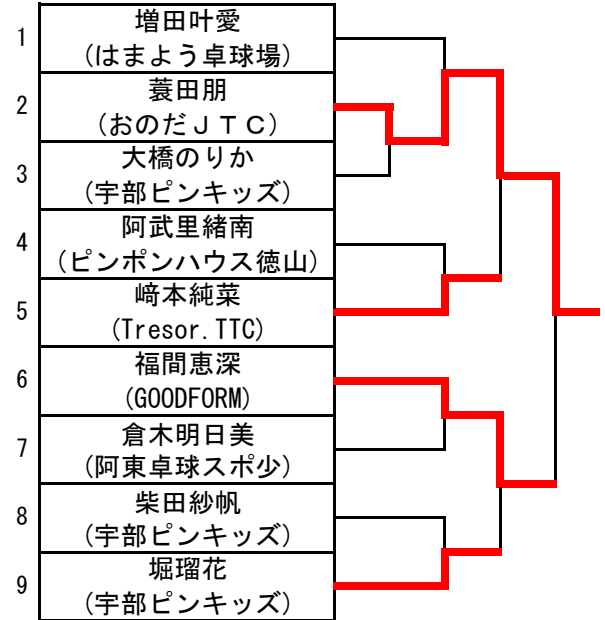 1
増田叶愛
(はまよう卓球場)
2
蓑田朋
(おのだＪＴＣ)
3
大橋のりか
(宇部ピンキッズ)
4
阿武里緒南
(ピンポンハウス徳山)
5
﨑本純菜
(Tresor.TTC)
6
福間恵深
(GOODFORM)
7
倉木明日美
(阿東卓球スポ少)
8
柴田紗帆
(宇部ピンキッズ)
9
堀瑠花
(宇部ピンキッズ)